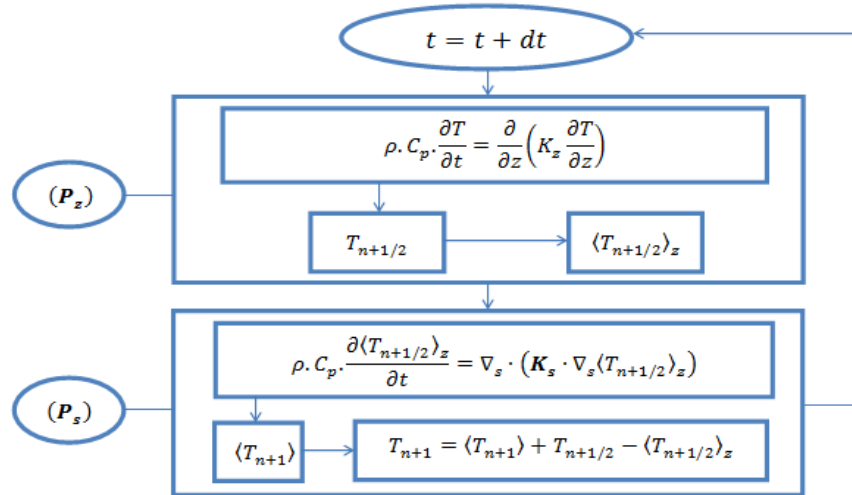 t = t + dt
ρ. C_p. ∂T/∂t = ∂/∂z (K_z ∂T/∂z)
(P_z)
T_{n+1/2}
⟨T_{n+1/2}⟩_z
ρ. C_p. ∂⟨T_{n+1/2}⟩_z/∂t = ∇_s · (K_s · ∇_s⟨T_{n+1/2}⟩_z)
(P_s)
⟨T_{n+1}⟩
T_{n+1} = ⟨T_{n+1}⟩ + T_{n+1/2} − ⟨T_{n+1/2}⟩_z